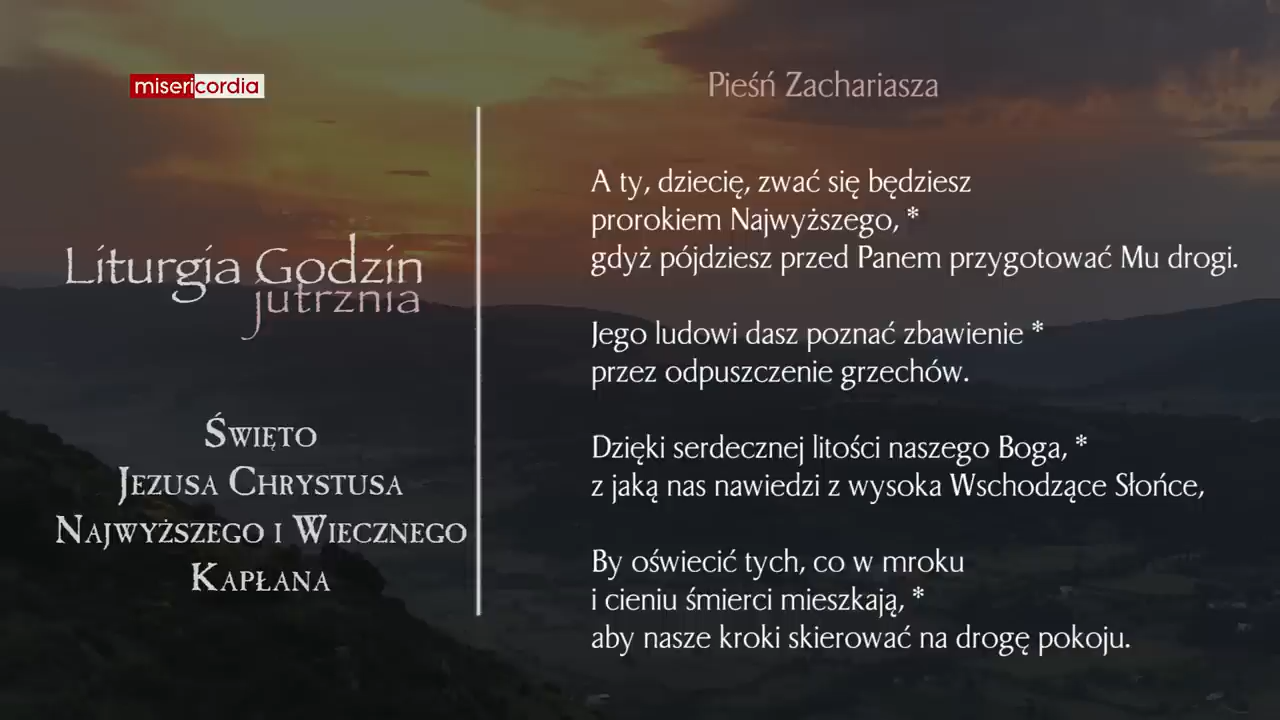 misericordia
Liturgia Godzin
jutrznia
Święto
Jezusa Chrystusa
Najwyższego i Wiecznego
Kapłana
Pieśń Zachariasza
A ty, dziecię, zwać się będziesz
prorokiem Najwyższego, *
gdyż pójdziesz przed Panem przygotować Mu drogi.
Jego ludowi dasz poznać zbawienie *
przez odpuszczenie grzechów.
Dzięki serdecznej litości naszego Boga, *
z jaką nas nawiedzi z wysoka Wschodzące Słońce,
By oświecić tych, co w mroku
i cieniu śmierci mieszkają, *
aby nasze kroki skierować na drogę pokoju.